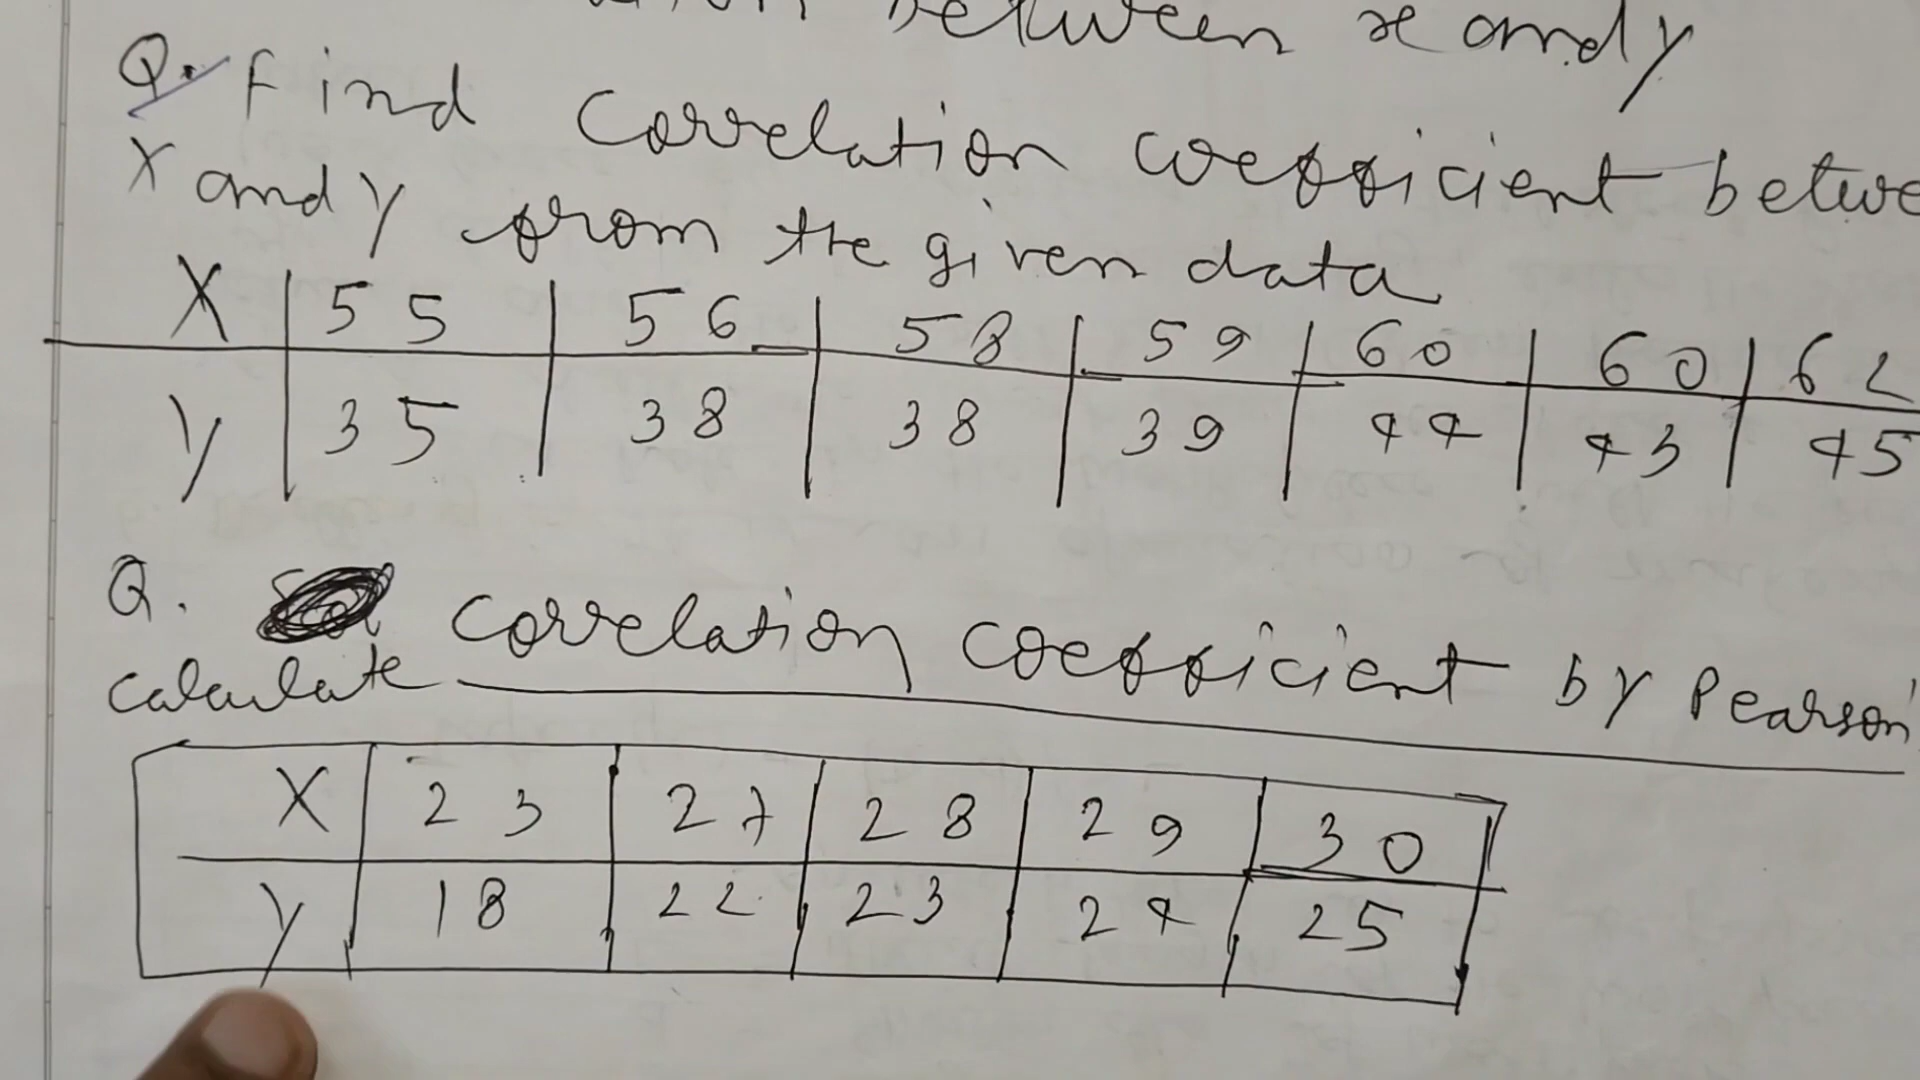 between x and y
Q. Find Correlation coefficient betwe
X and Y from the given data
X 55 56 58 59 60 60 62
Y 35 38 38 39 44 43 45
Q. Correlation coefficient by Pearson'
calculate
X 23 27 28 29 30
Y 18 22 23 24 25